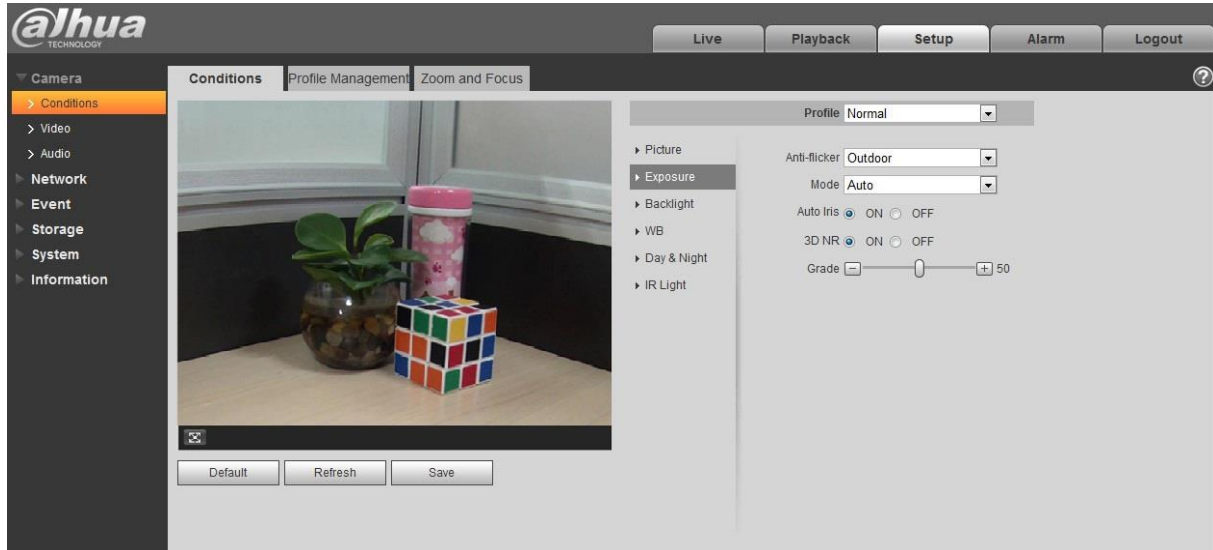 alhua
TECHNOLOGY
Live
Playback
Setup
Alarm
Logout
Camera
Conditions
Video
Audio
Network
Event
Storage
System
Information
Conditions
Profile Management
Zoom and Focus
?
Default
Refresh
Save
Profile Normal
Picture
Exposure
Backlight
WB
Day & Night
IR Light
Anti-flicker Outdoor
Mode Auto
Auto Iris ON OFF
3D NR ON OFF
Grade 50